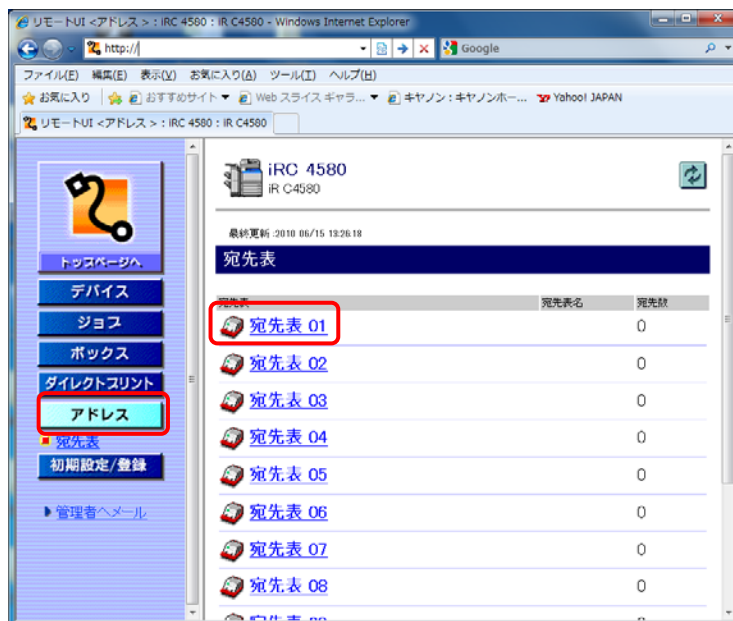 リモートUI <アドレス > : iRC 4580 : iR C4580 - Windows Internet Explorer
http://
Google
ファイル(F) 編集(E) 表示(V) お気に入り(A) ツール(T) ヘルプ(H)
お気に入り おすすめサイト ▼ Web スライス ギャラ... ▼ キヤノン：キヤノンホー... Yahoo! JAPAN
リモートUI <アドレス > : iRC 4580 : iR C4580
iRC 4580
iR C4580
最終更新 :2010 06/15 13:26:18
宛先表
トップページへ
デバイス
ジョブ
ボックス
ダイレクトプリント
アドレス
宛先表
初期設定/登録
管理者へメール
宛先表 宛先表名 宛先数
宛先表 01 0
宛先表 02 0
宛先表 03 0
宛先表 04 0
宛先表 05 0
宛先表 06 0
宛先表 07 0
宛先表 08 0